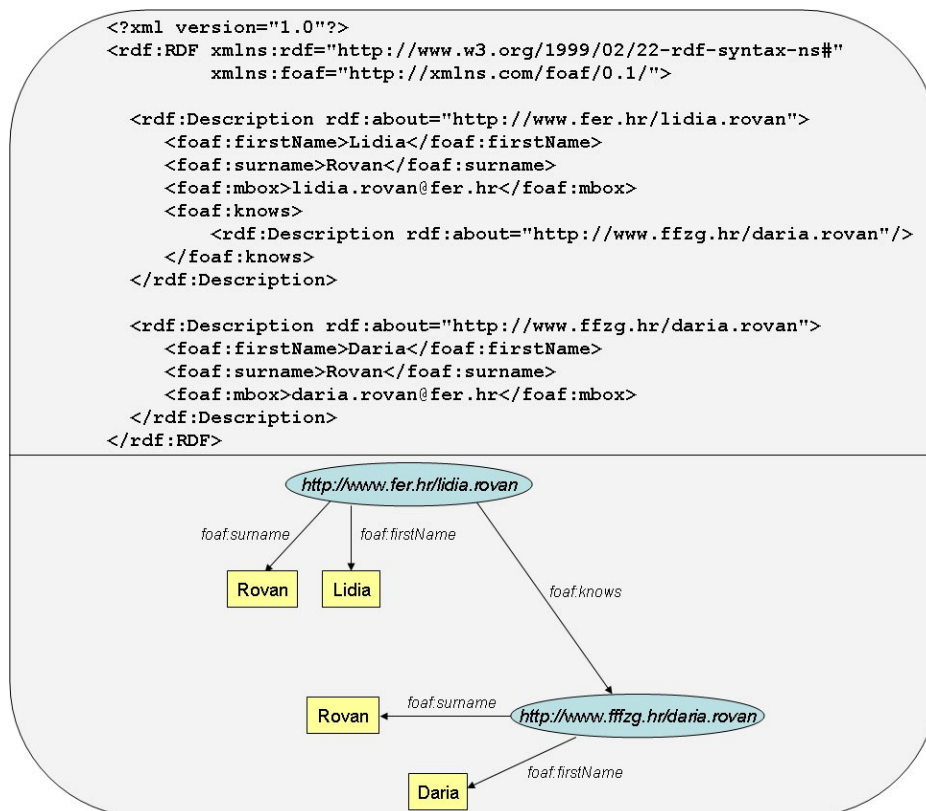 <?xml version="1.0"?>
<rdf:RDF xmlns:rdf="http://www.w3.org/1999/02/22-rdf-syntax-ns#"
xmlns:foaf="http://xmlns.com/foaf/0.1/">
<rdf:Description rdf:about="http://www.fer.hr/lidia.rovan">
<foaf:firstName>Lidia</foaf:firstName>
<foaf:surname>Rovan</foaf:surname>
<foaf:mbox>lidia.rovan@fer.hr</foaf:mbox>
<foaf:knows>
<rdf:Description rdf:about="http://www.ffzg.hr/daria.rovan"/>
</foaf:knows>
</rdf:Description>
<rdf:Description rdf:about="http://www.ffzg.hr/daria.rovan">
<foaf:firstName>Daria</foaf:firstName>
<foaf:surname>Rovan</foaf:surname>
<foaf:mbox>daria.rovan@fer.hr</foaf:mbox>
</rdf:Description>
</rdf:RDF>
http://www.fer.hr/lidia.rovan
foaf:surname
foaf:firstName
Rovan
Lidia
foaf:knows
foaf:surname
Rovan
http://www.fffzg.hr/daria.rovan
foaf:firstName
Daria